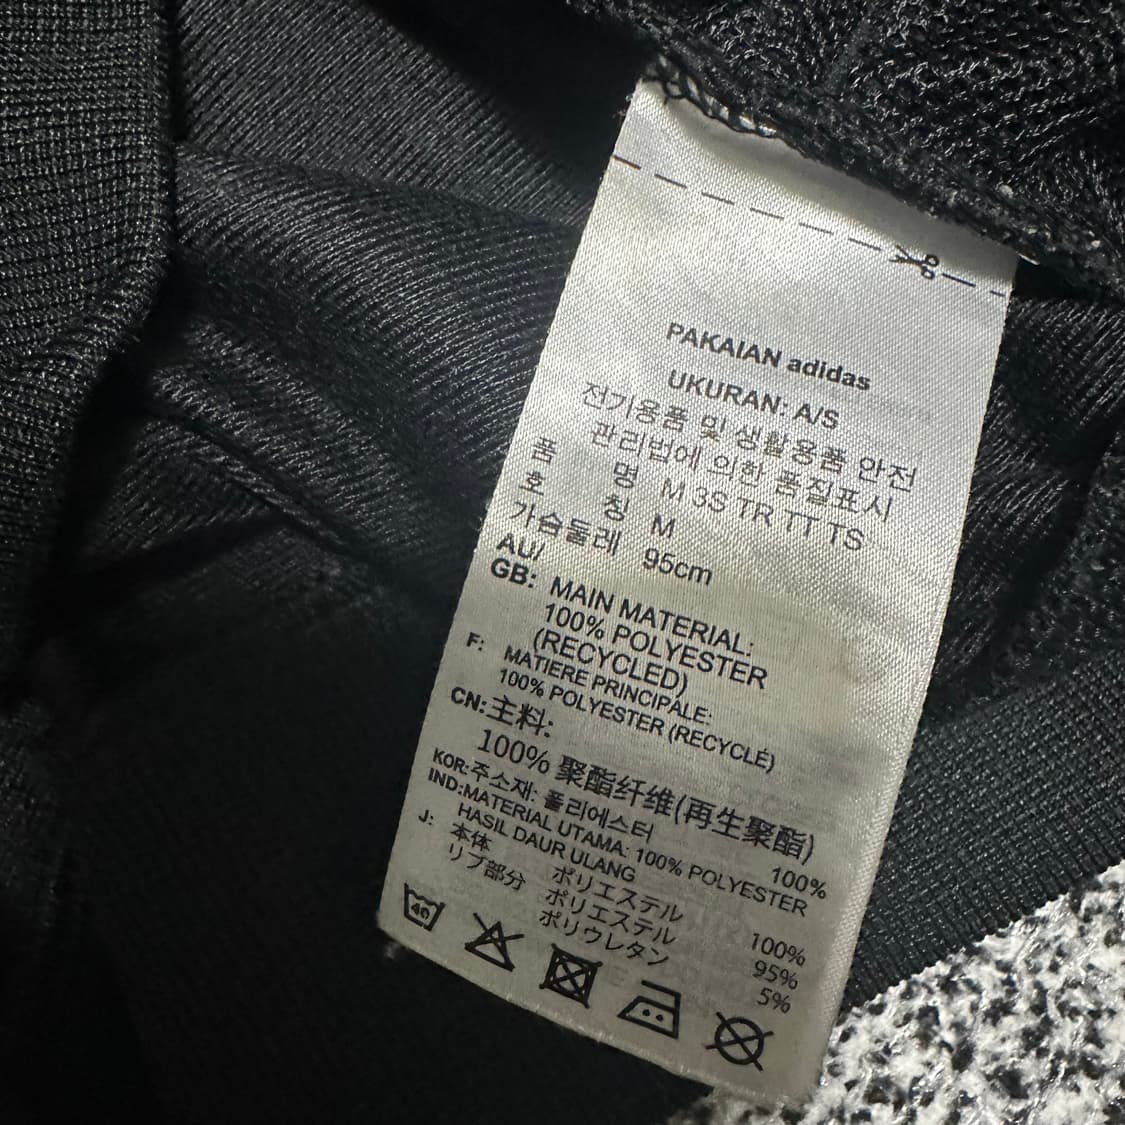 PAKAIAN adidas
UKURAN: A/S
전기용품 및 생활용품 안전
관리법에 의한 품질표시
품 명 M 3S TR TT TS
호 칭 M
가슴둘레 95cm
AU/
GB: MAIN MATERIAL:
100% POLYESTER
(RECYCLED)
F: MATIERE PRINCIPALE:
100% POLYESTER (RECYCLÉ)
CN:主料:
100% 聚酯纤维(再生聚酯)
KOR:주소재: 폴리에스터 100%
IND:MATERIAL UTAMA: 100% POLYESTER
HASIL DAUR ULANG
J: 本体 ポリエステル 100%
リブ部分 ポリエステル 95%
ポリウレタン 5%
40